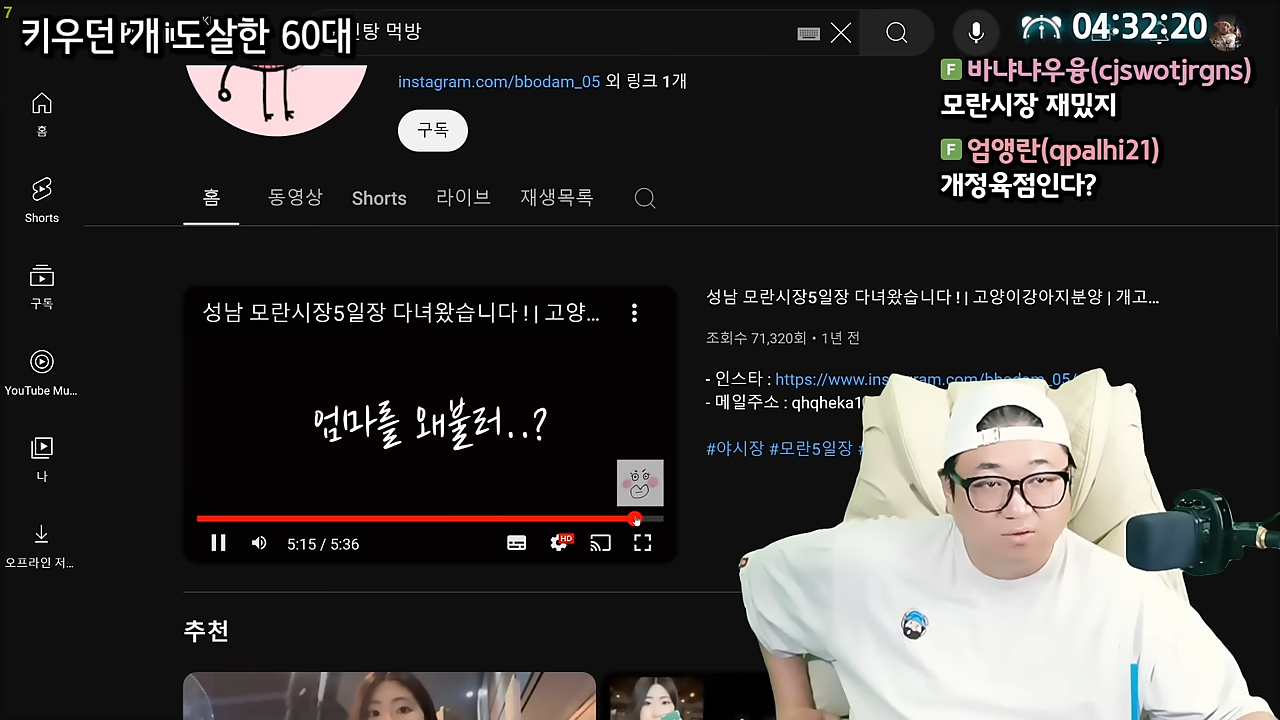 7
키우던 개 도살한 60대
탕 먹방
04:32:20
instagram.com/bbodam_05 외 링크 1개
구독
F 바냐냐우융(cjswotjrgns)
모란시장 재밌지
F 엄앵란(qpalhi21)
개정육점인다?
홈
Shorts
구독
YouTube Mu...
나
오프라인 저...
홈 동영상 Shorts 라이브 재생목록
성남 모란시장5일장 다녀왔습니다 ! | 고양...
엄마를 왜불러..?
5:15 / 5:36
HD
성남 모란시장5일장 다녀왔습니다 ! | 고양이강아지분양 | 개고...
조회수 71,320회 • 1년 전
- 인스타 : https://www.instagram.com/bbodam_05/
- 메일주소 : qhqheka1
#야시장 #모란5일장 #
추천